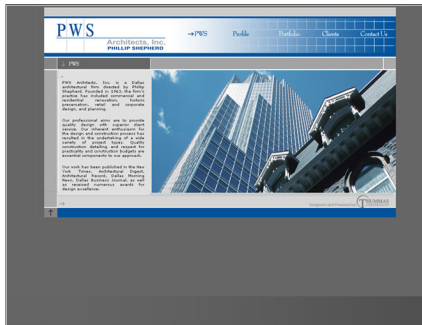 PWS
Architects, Inc.
PHILLIP SHEPHERD
→PWS Profile Portfolio Clients Contact Us
PWS
PWS Architects, Inc. is a Dallas
architectural firm directed by Phillip
Shepherd. Founded in 1983, the firm's
practice has included commercial and
residential renovation, historic
preservation, retail and corporate
design, and planning.
Our professional aims are to provide
quality design with superior client
service. Our inherent enthusiasm for
the design and construction process has
resulted in the undertaking of a wide
variety of project types. Quality
construction detailing and respect for
practicality and construction budgets are
essential components to our approach.
Our work has been published in the New
York Times, Architectural Digest,
Architectural Record, Dallas Morning
News, Dallas Business Journal, as well
as received numerous awards for
design excellence.
Designed and Powered by